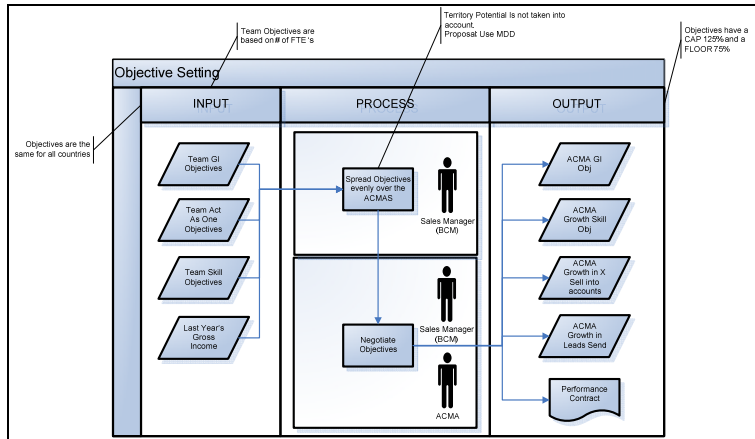 Team Objectives are
based on # of FTE 's
Territory Potential Is not taken into
account.
Proposal Use MDD
Objectives have a
CAP 125% and a
FLOOR 75%
Objectives are the
same for all countries
Objective Setting
INPUT
PROCESS
OUTPUT
Team GI
Objectives
Team Act
As One
Objectives
Team Skill
Objectives
Last Year's
Gross
Income
Spread Objectives
evenly over the
ACMAS
Sales Manager
(BCM)
Negotiate
Objectives
Sales Manager
(BCM)
ACMA
ACMA GI
Obj
ACMA
Growth Skill
Obj
ACMA
Growth in X
Sell into
accounts
ACMA
Growth in
Leads Send
Performance
Contract